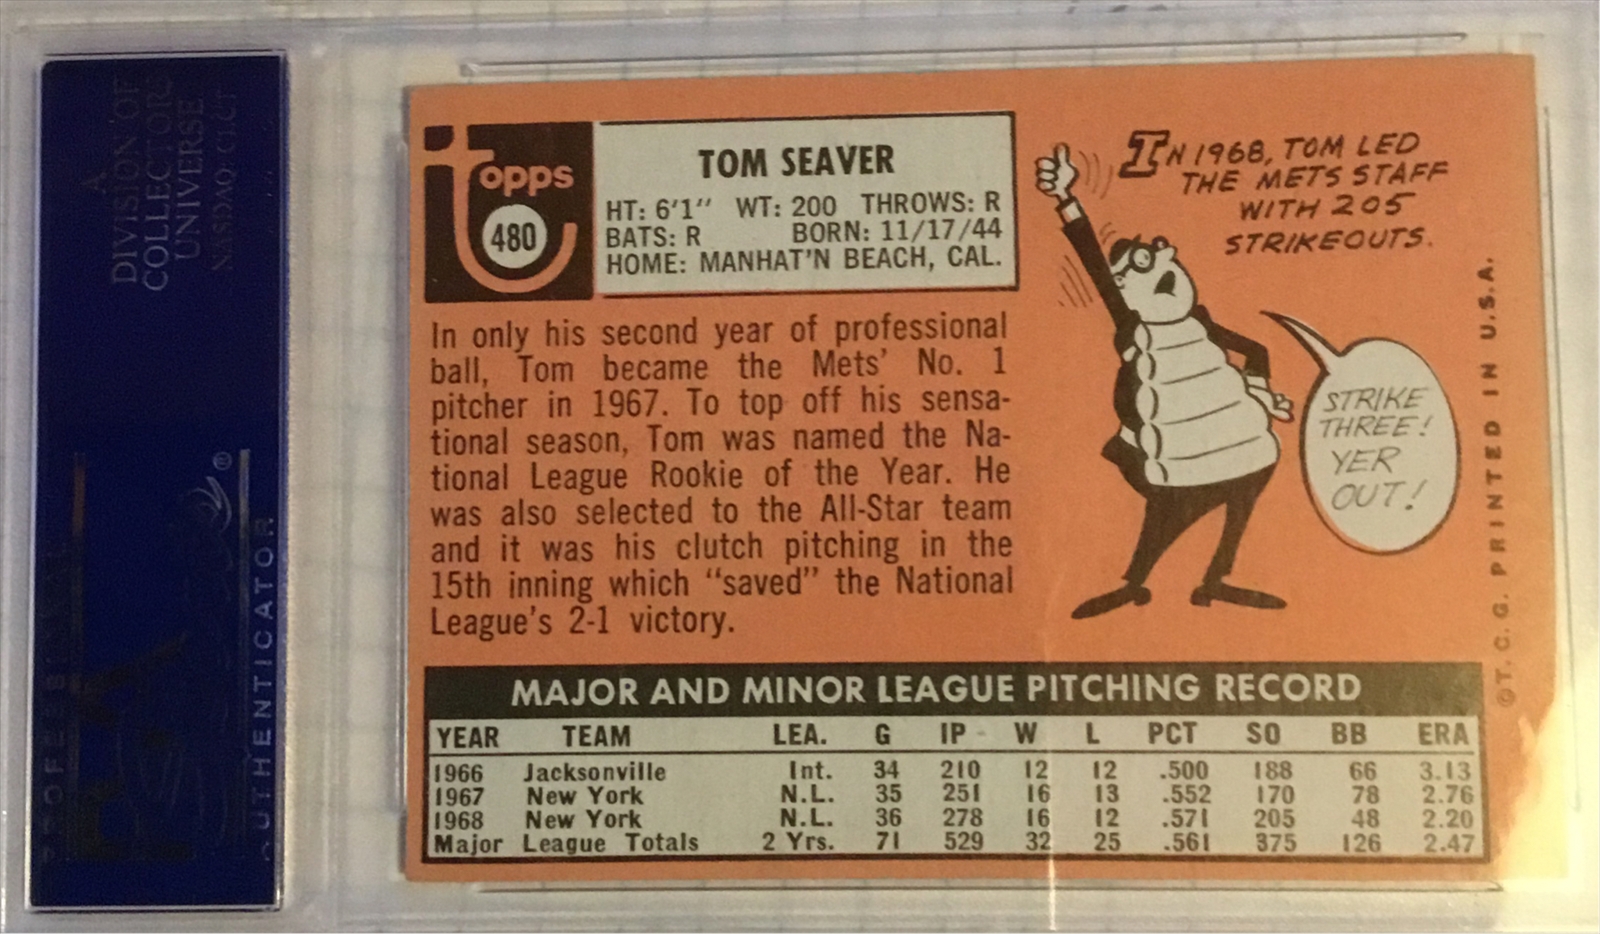 A
DIVISION OF
COLLECTORS
UNIVERSE
NASDAQ: CLCT
PROFESSIONAL
PSA
®
AUTHENTICATOR
topps
480
TOM SEAVER
HT: 6'1" WT: 200 THROWS: R
BATS: R BORN: 11/17/44
HOME: MANHAT'N BEACH, CAL.
In only his second year of professional
ball, Tom became the Mets' No. 1
pitcher in 1967. To top off his sensa-
tional season, Tom was named the Na-
tional League Rookie of the Year. He
was also selected to the All-Star team
and it was his clutch pitching in the
15th inning which "saved" the National
League's 2-1 victory.
IN 1968, TOM LED
THE METS STAFF
WITH 205
STRIKEOUTS.
STRIKE
THREE!
YER
OUT!
©T.C.G. PRINTED IN U.S.A.
MAJOR AND MINOR LEAGUE PITCHING RECORD
YEAR TEAM LEA. G IP W L PCT SO BB ERA
1966 Jacksonville Int. 34 210 12 12 .500 188 66 3.13
1967 New York N.L. 35 251 16 13 .552 170 78 2.76
1968 New York N.L. 36 278 16 12 .571 205 48 2.20
Major League Totals 2 Yrs. 71 529 32 25 .561 375 126 2.47